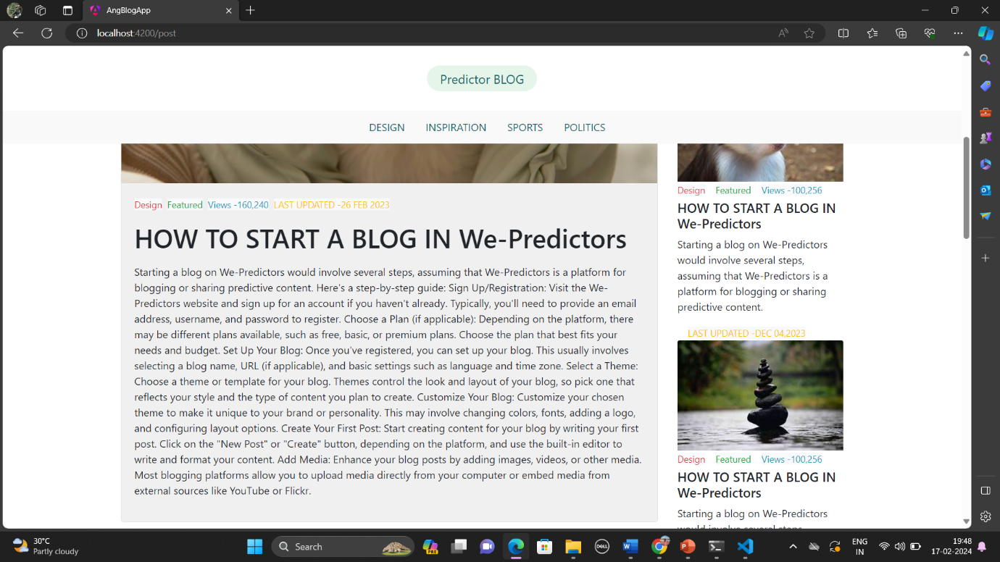 AngBlogApp
localhost:4200/post
Predictor BLOG
DESIGN INSPIRATION SPORTS POLITICS
Design Featured Views -160,240 LAST UPDATED -26 FEB 2023
HOW TO START A BLOG IN We-Predictors
Starting a blog on We-Predictors would involve several steps, assuming that We-Predictors is a platform for
blogging or sharing predictive content. Here's a step-by-step guide: Sign Up/Registration: Visit the We-
Predictors website and sign up for an account if you haven't already. Typically, you'll need to provide an email
address, username, and password to register. Choose a Plan (if applicable): Depending on the platform, there
may be different plans available, such as free, basic, or premium plans. Choose the plan that best fits your
needs and budget. Set Up Your Blog: Once you've registered, you can set up your blog. This usually involves
selecting a blog name, URL (if applicable), and basic settings such as language and time zone. Select a Theme:
Choose a theme or template for your blog. Themes control the look and layout of your blog, so pick one that
reflects your style and the type of content you plan to create. Customize Your Blog: Customize your chosen
theme to make it unique to your brand or personality. This may involve changing colors, fonts, adding a logo,
and configuring layout options. Create Your First Post: Start creating content for your blog by writing your first
post. Click on the "New Post" or "Create" button, depending on the platform, and use the built-in editor to
write and format your content. Add Media: Enhance your blog posts by adding images, videos, or other media.
Most blogging platforms allow you to upload media directly from your computer or embed media from
external sources like YouTube or Flickr.
Design Featured Views -100,256
HOW TO START A BLOG IN
We-Predictors
Starting a blog on We-Predictors
would involve several steps,
assuming that We-Predictors is a
platform for blogging or sharing
predictive content.
LAST UPDATED -DEC 04,2023
Design Featured Views -100,256
HOW TO START A BLOG IN
We-Predictors
Starting a blog on We-Predictors
would involve several steps,
30°C
Partly cloudy
Search
PRE
DELL
ENG
IN
19:48
17-02-2024